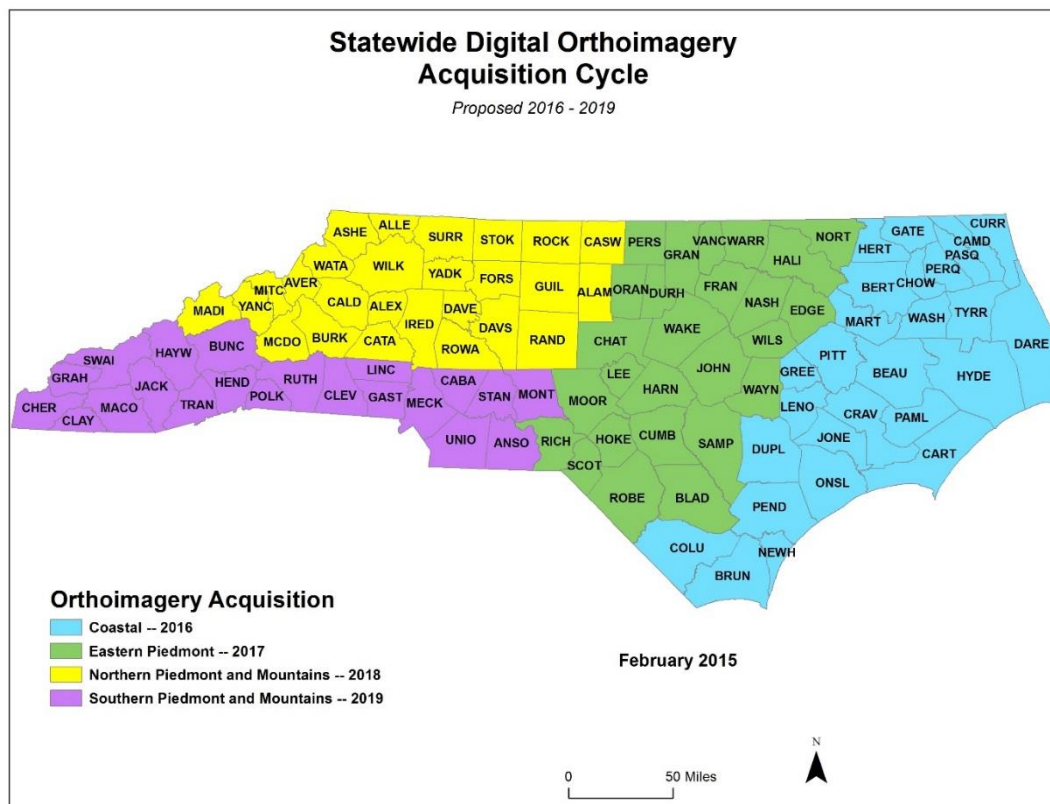 Statewide Digital Orthoimagery
Acquisition Cycle
Proposed 2016 - 2019
ASHE ALLE SURR STOK ROCK CASW PERS GRAN VANC WARR NORT HERT GATE CURR
CAMD
PASQ
WATA WILK YADK FORS GUIL ALAM ORAN DURH FRAN HALI BERT CHOW PERQ
MITC AVER
MADI YANC CALD ALEX IRED DAVE DAVS NASH EDGE MART WASH TYRR DARE
MCDO BURK CATA ROWA RAND CHAT WAKE WILS PITT
SWAI HAYW BUNC LINC CABA LEE JOHN GREE BEAU HYDE
GRAH JACK HEND RUTH CLEV GAST MECK STAN MONT MOOR HARN WAYN LENO CRAV PAML
CHER CLAY MACO TRAN POLK
UNIO ANSO RICH HOKE CUMB SAMP DUPL JONE CART
SCOT ONSL
ROBE BLAD PEND
COLU NEWH
BRUN
Orthoimagery Acquisition
Coastal -- 2016
Eastern Piedmont -- 2017
Northern Piedmont and Mountains -- 2018
Southern Piedmont and Mountains -- 2019
February 2015
N
0 50 Miles